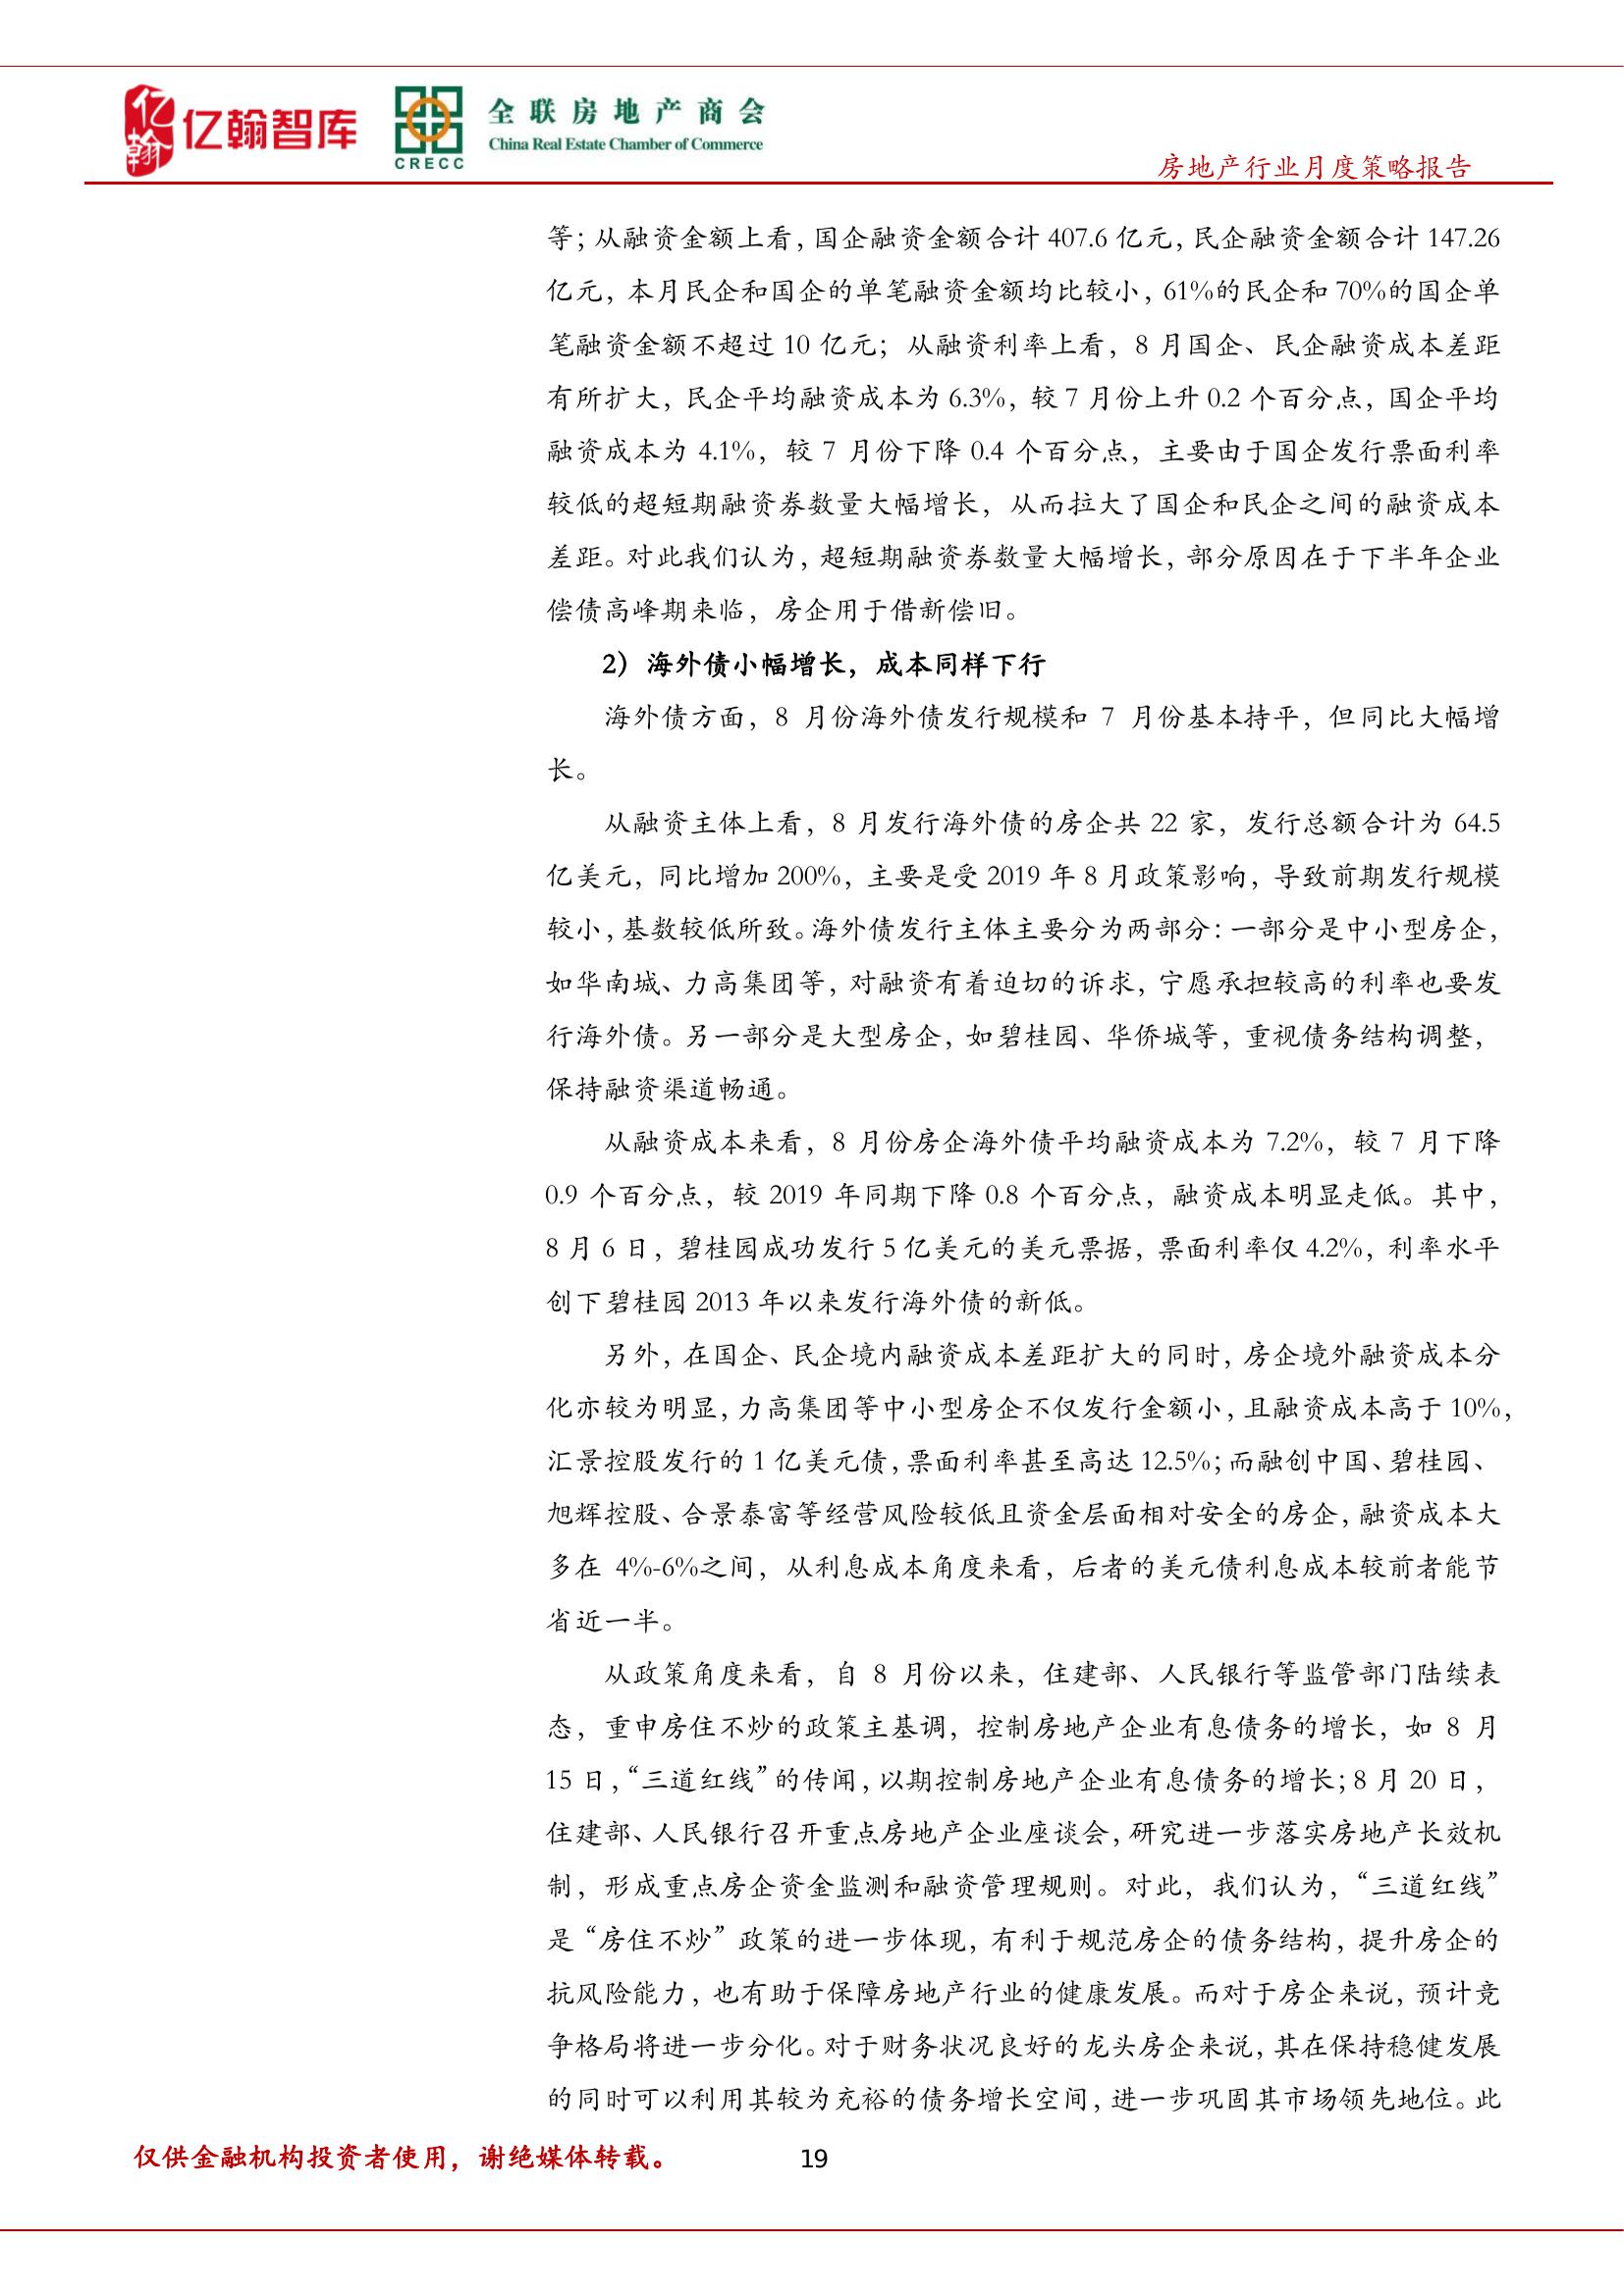 亿翰
亿翰智库
CRECC
全联房地产商会
China Real Estate Chamber of Commerce
房地产行业月度策略报告
等；从融资金额上看，国企融资金额合计 407.6 亿元，民企融资金额合计 147.26
亿元，本月民企和国企的单笔融资金额均比较小，61%的民企和 70%的国企单
笔融资金额不超过 10 亿元；从融资利率上看，8 月国企、民企融资成本差距
有所扩大，民企平均融资成本为 6.3%，较 7 月份上升 0.2 个百分点，国企平均
融资成本为 4.1%，较 7 月份下降 0.4 个百分点，主要由于国企发行票面利率
较低的超短期融资券数量大幅增长，从而拉大了国企和民企之间的融资成本
差距。对此我们认为，超短期融资券数量大幅增长，部分原因在于下半年企业
偿债高峰期来临，房企用于借新偿旧。
2）海外债小幅增长，成本同样下行
海外债方面，8 月份海外债发行规模和 7 月份基本持平，但同比大幅增
长。
从融资主体上看，8 月发行海外债的房企共 22 家，发行总额合计为 64.5
亿美元，同比增加 200%，主要是受 2019 年 8 月政策影响，导致前期发行规模
较小，基数较低所致。海外债发行主体主要分为两部分：一部分是中小型房企，
如华南城、力高集团等，对融资有着迫切的诉求，宁愿承担较高的利率也要发
行海外债。另一部分是大型房企，如碧桂园、华侨城等，重视债务结构调整，
保持融资渠道畅通。
从融资成本来看，8 月份房企海外债平均融资成本为 7.2%，较 7 月下降
0.9 个百分点，较 2019 年同期下降 0.8 个百分点，融资成本明显走低。其中，
8 月 6 日，碧桂园成功发行 5 亿美元的美元票据，票面利率仅 4.2%，利率水平
创下碧桂园 2013 年以来发行海外债的新低。
另外，在国企、民企境内融资成本差距扩大的同时，房企境外融资成本分
化亦较为明显，力高集团等中小型房企不仅发行金额小，且融资成本高于 10%，
汇景控股发行的 1 亿美元债，票面利率甚至高达 12.5%；而融创中国、碧桂园、
旭辉控股、合景泰富等经营风险较低且资金层面相对安全的房企，融资成本大
多在 4%-6%之间，从利息成本角度来看，后者的美元债利息成本较前者能节
省近一半。
从政策角度来看，自 8 月份以来，住建部、人民银行等监管部门陆续表
态，重申房住不炒的政策主基调，控制房地产企业有息债务的增长，如 8 月
15 日，“三道红线”的传闻，以期控制房地产企业有息债务的增长；8 月 20 日，
住建部、人民银行召开重点房地产企业座谈会，研究进一步落实房地产长效机
制，形成重点房企资金监测和融资管理规则。对此，我们认为，“三道红线”
是“房住不炒”政策的进一步体现，有利于规范房企的债务结构，提升房企的
抗风险能力，也有助于保障房地产行业的健康发展。而对于房企来说，预计竞
争格局将进一步分化。对于财务状况良好的龙头房企来说，其在保持稳健发展
的同时可以利用其较为充裕的债务增长空间，进一步巩固其市场领先地位。此
仅供金融机构投资者使用，谢绝媒体转载。
19